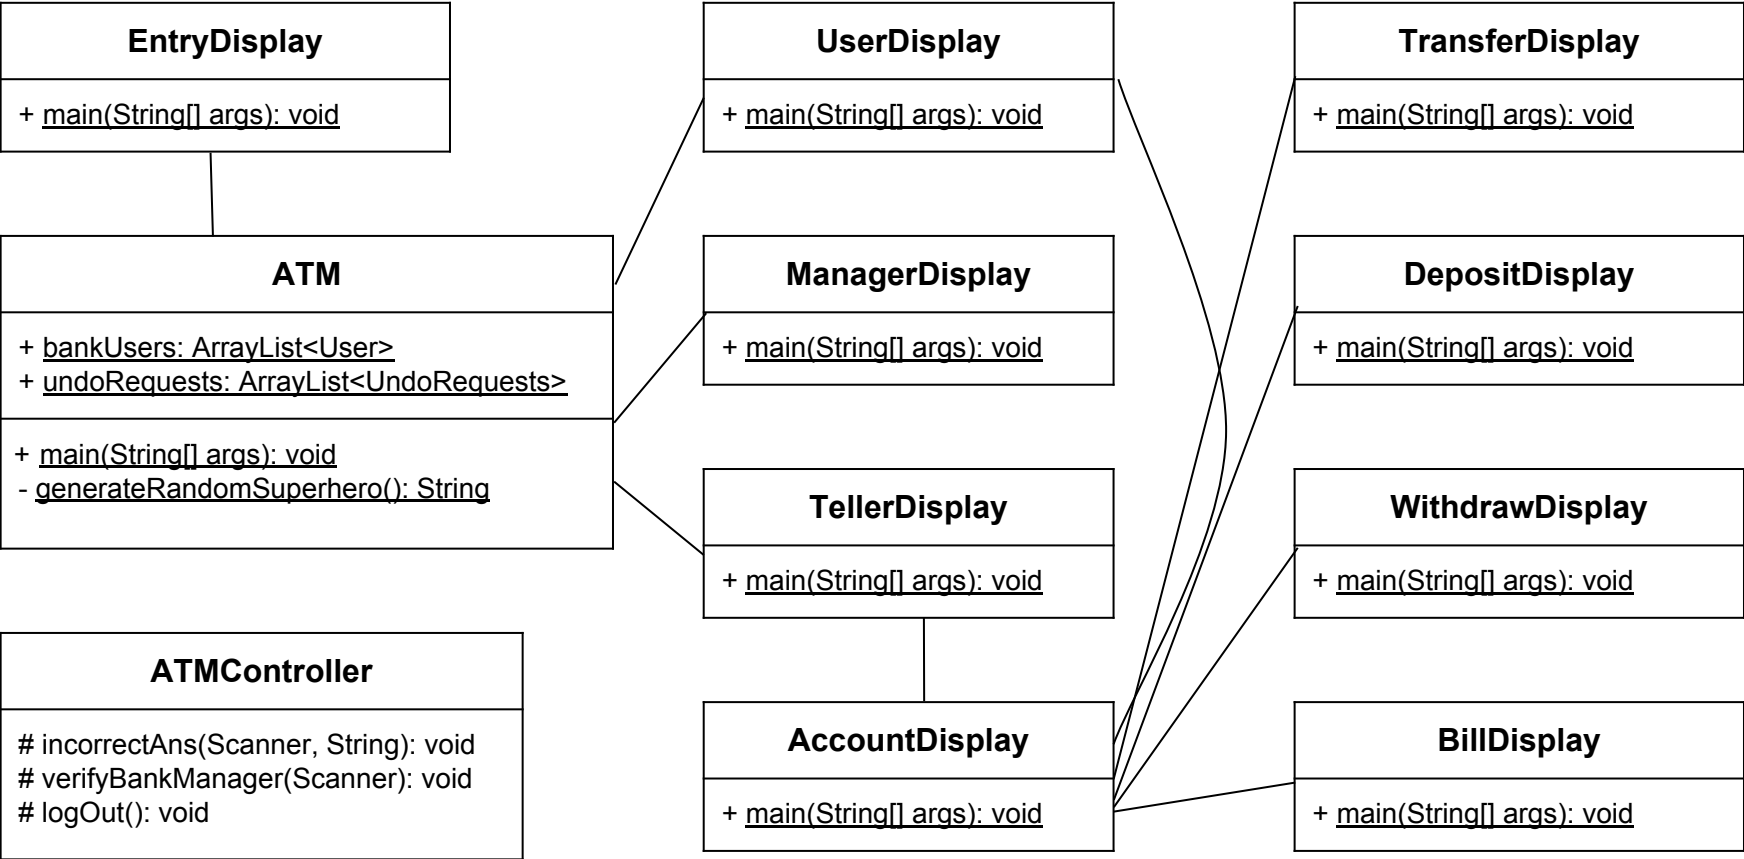 EntryDisplay
+ main(String[] args): void
ATM
+ bankUsers: ArrayList<User>
+ undoRequests: ArrayList<UndoRequests>
+ main(String[] args): void
- generateRandomSuperhero(): String
ATMController
# incorrectAns(Scanner, String): void
# verifyBankManager(Scanner): void
# logOut(): void
UserDisplay
+ main(String[] args): void
ManagerDisplay
+ main(String[] args): void
TellerDisplay
+ main(String[] args): void
AccountDisplay
+ main(String[] args): void
TransferDisplay
+ main(String[] args): void
DepositDisplay
+ main(String[] args): void
WithdrawDisplay
+ main(String[] args): void
BillDisplay
+ main(String[] args): void